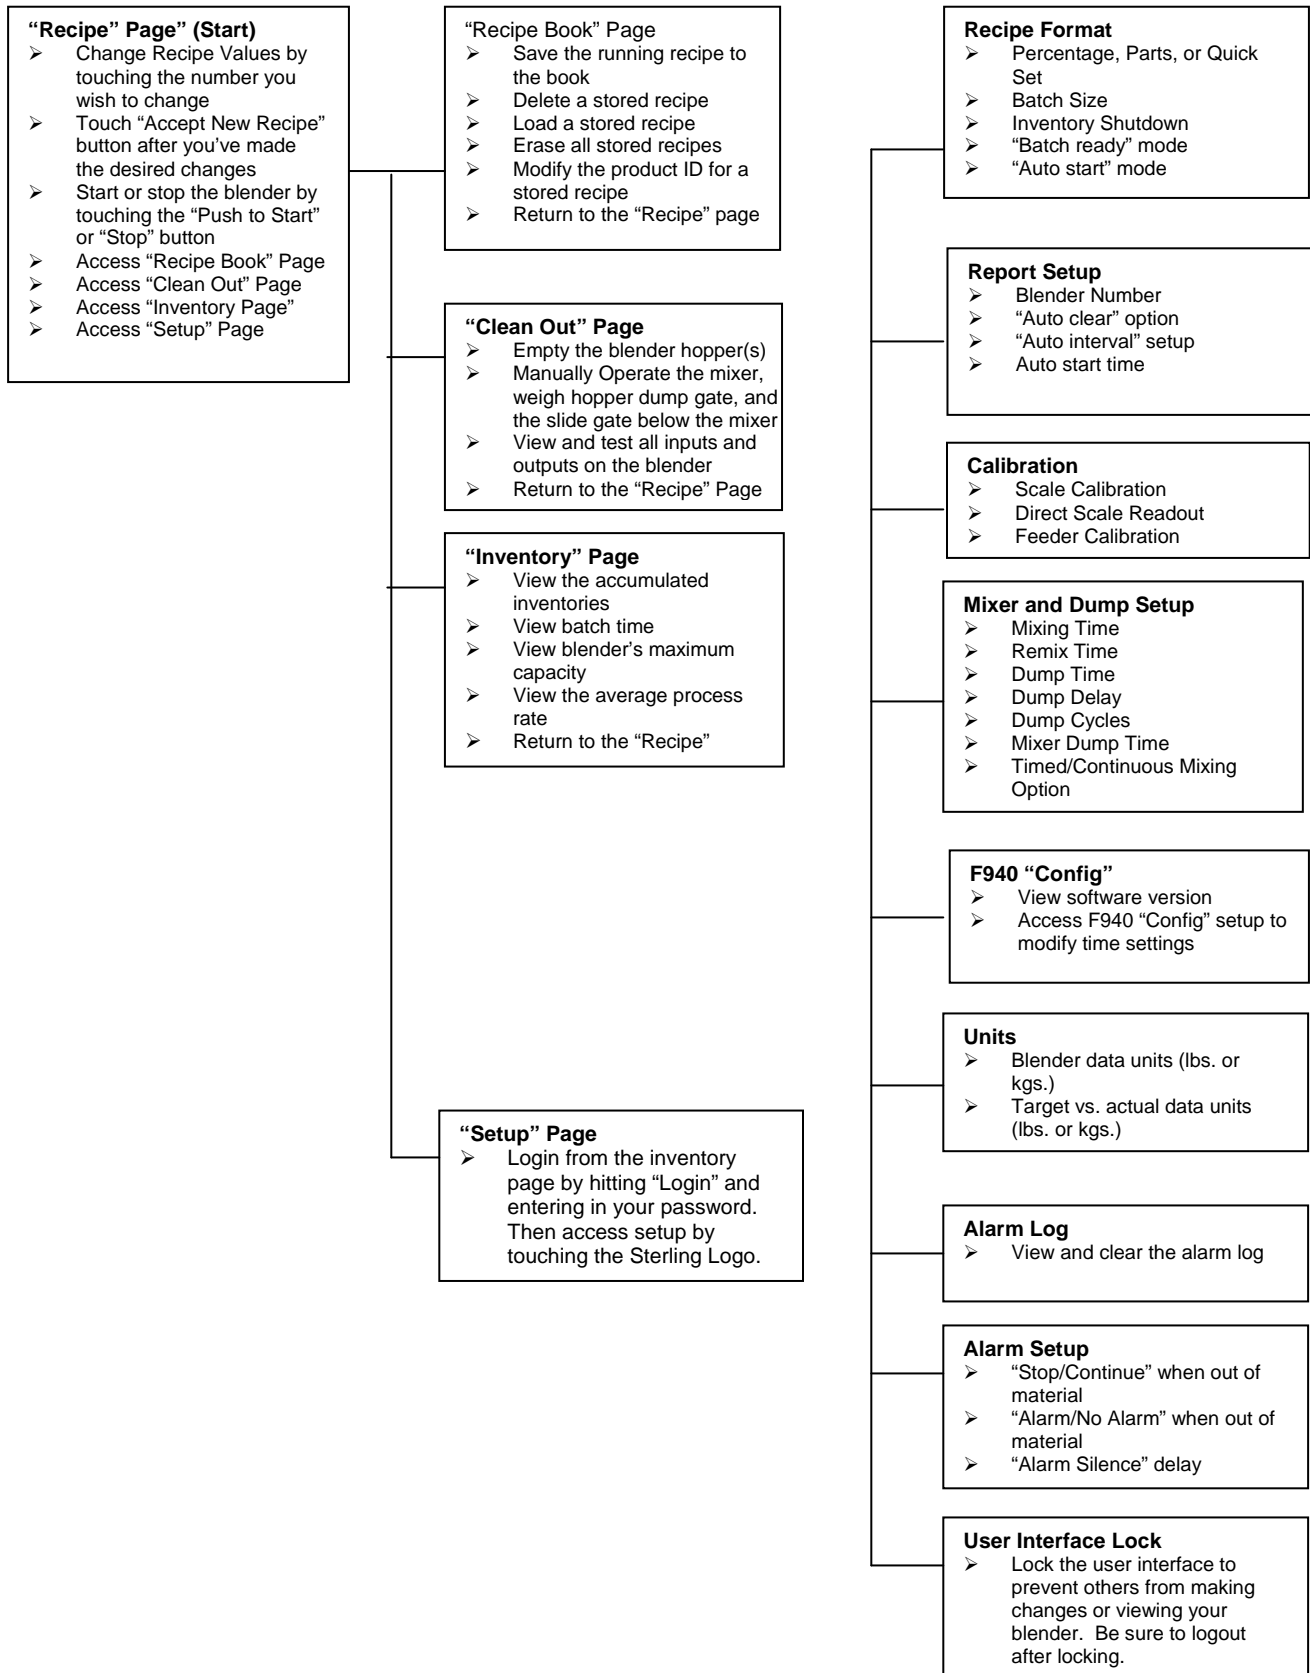 “Recipe” Page” (Start)
➢ Change Recipe Values by
touching the number you
wish to change
➢ Touch “Accept New Recipe”
button after you’ve made
the desired changes
➢ Start or stop the blender by
touching the “Push to Start”
or “Stop” button
➢ Access “Recipe Book” Page
➢ Access “Clean Out” Page
➢ Access “Inventory Page”
➢ Access “Setup” Page
“Recipe Book” Page
➢ Save the running recipe to
the book
➢ Delete a stored recipe
➢ Load a stored recipe
➢ Erase all stored recipes
➢ Modify the product ID for a
stored recipe
➢ Return to the “Recipe” page
“Clean Out” Page
➢ Empty the blender hopper(s)
➢ Manually Operate the mixer,
weigh hopper dump gate, and
the slide gate below the mixer
➢ View and test all inputs and
outputs on the blender
➢ Return to the “Recipe” Page
“Inventory” Page
➢ View the accumulated
inventories
➢ View batch time
➢ View blender’s maximum
capacity
➢ View the average process
rate
➢ Return to the “Recipe”
“Setup” Page
➢ Login from the inventory
page by hitting “Login” and
entering in your password.
Then access setup by
touching the Sterling Logo.
Recipe Format
➢ Percentage, Parts, or Quick
Set
➢ Batch Size
➢ Inventory Shutdown
➢ “Batch ready” mode
➢ “Auto start” mode
Report Setup
➢ Blender Number
➢ “Auto clear” option
➢ “Auto interval” setup
➢ Auto start time
Calibration
➢ Scale Calibration
➢ Direct Scale Readout
➢ Feeder Calibration
Mixer and Dump Setup
➢ Mixing Time
➢ Remix Time
➢ Dump Time
➢ Dump Delay
➢ Dump Cycles
➢ Mixer Dump Time
➢ Timed/Continuous Mixing
Option
F940 “Config”
➢ View software version
➢ Access F940 “Config” setup to
modify time settings
Units
➢ Blender data units (lbs. or
kgs.)
➢ Target vs. actual data units
(lbs. or kgs.)
Alarm Log
➢ View and clear the alarm log
Alarm Setup
➢ “Stop/Continue” when out of
material
➢ “Alarm/No Alarm” when out of
material
➢ “Alarm Silence” delay
User Interface Lock
➢ Lock the user interface to
prevent others from making
changes or viewing your
blender. Be sure to logout
after locking.